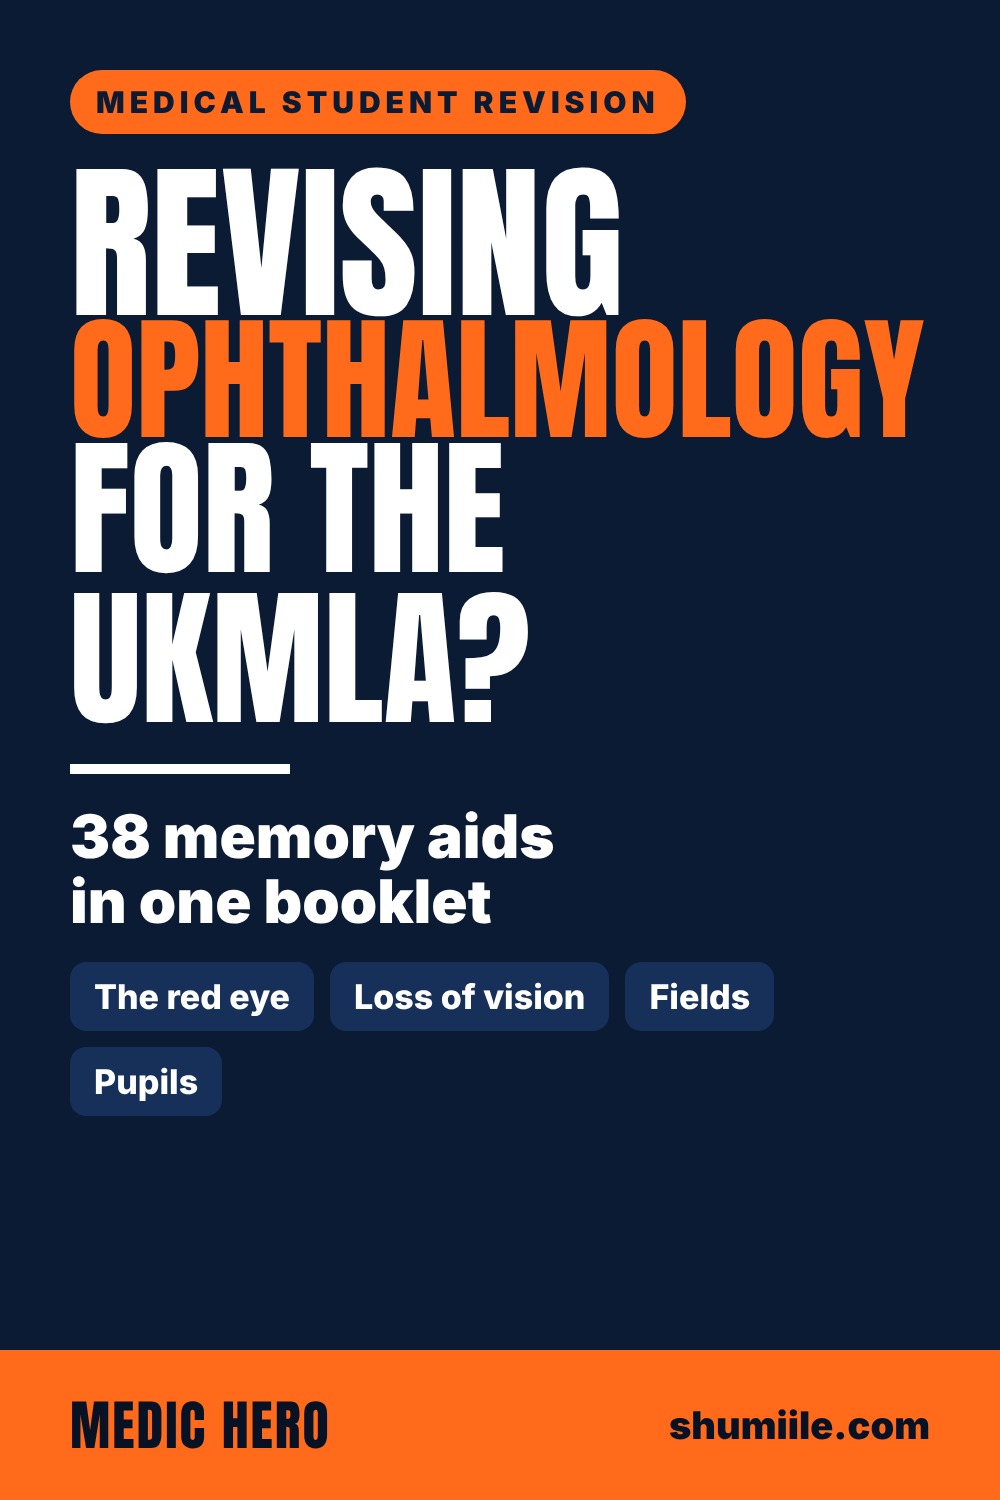 MEDICAL STUDENT REVISION
REVISING
OPHTHALMOLOGY
FOR THE
UKMLA?
38 memory aids
in one booklet
The red eye Loss of vision Fields
Pupils
MEDIC HERO shumiile.com